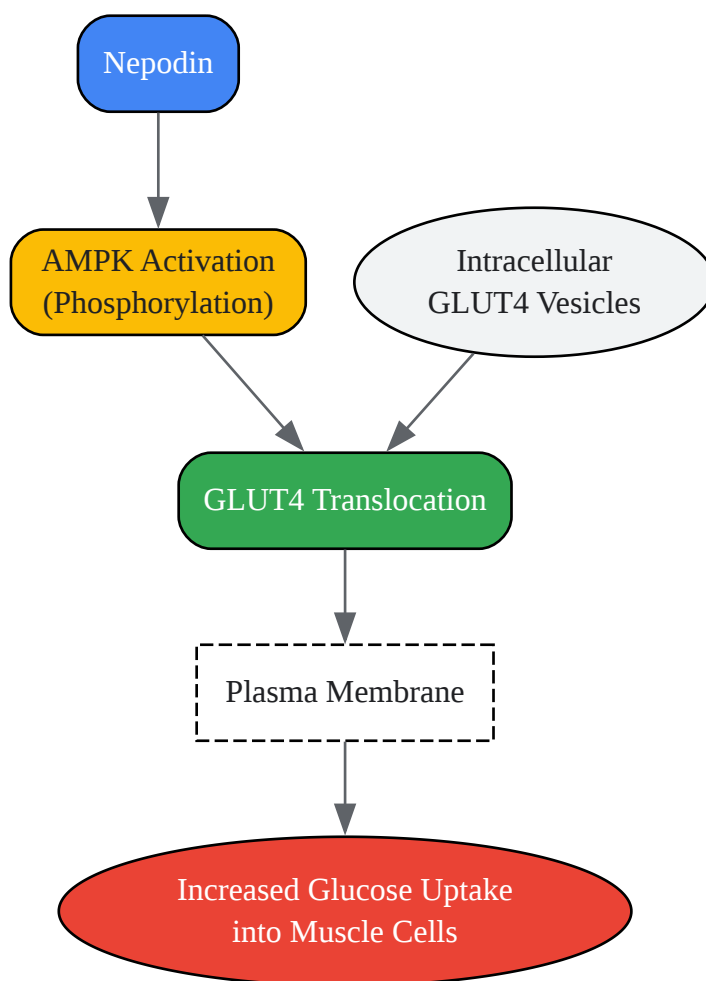 Nepodin
AMPK Activation
(Phosphorylation)
Intracellular
GLUT4 Vesicles
GLUT4 Translocation
Plasma Membrane
Increased Glucose Uptake
into Muscle Cells